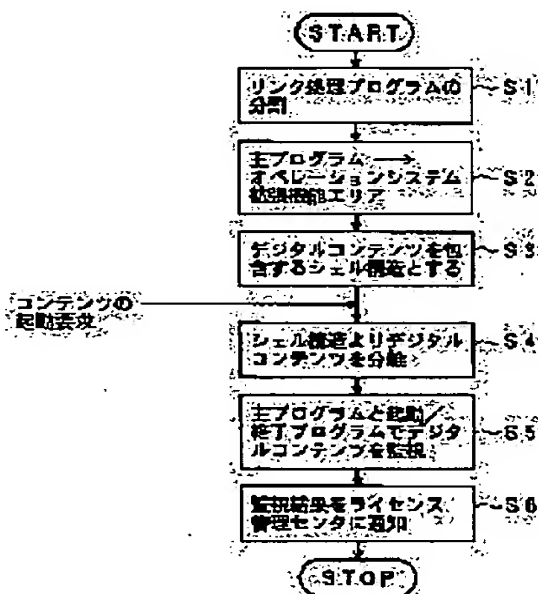 START
リンク処理プログラムの
分割
S1
主プログラム →
オペレーションシステム
拡張機能エリア
S2
デジタルコンテンツを包
含するシェル構造とする
S3
コンテンツの
起動要求
シェル構造よりデジタル
コンテンツを分離
S4
主プログラムと起動/
終了プログラムでデジタ
ルコンテンツを監視
S5
監視結果をライセンス
管理センタに通知
S6
STOP